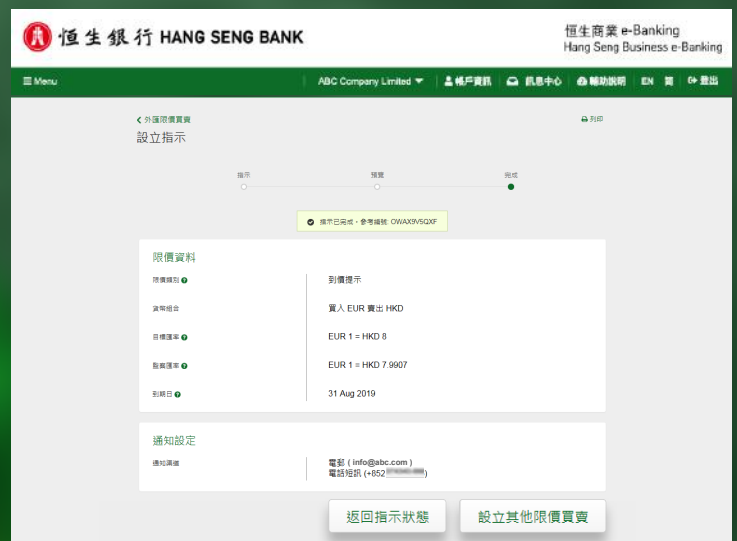 恒生銀行 HANG SENG BANK
恒生商業 e-Banking
Hang Seng Business e-Banking
Menu
ABC Company Limited
帳戶資訊
訊息中心
輔助說明
EN
简
登出
外匯限價買賣
列印
設立指示
指示
預覽
完成
指示已完成，參考編號: OWAX9V5QXF
限價資料
限價類別
到價提示
貨幣組合
買入 EUR 賣出 HKD
目標匯率
EUR 1 = HKD 8
EUR 1 = HKD 7.9907
到期日
31 Aug 2019
通知設定
通知渠道
電郵 ( info@abc.com )
電話短訊 (+852
)
返回指示狀態
設立其他限價買賣